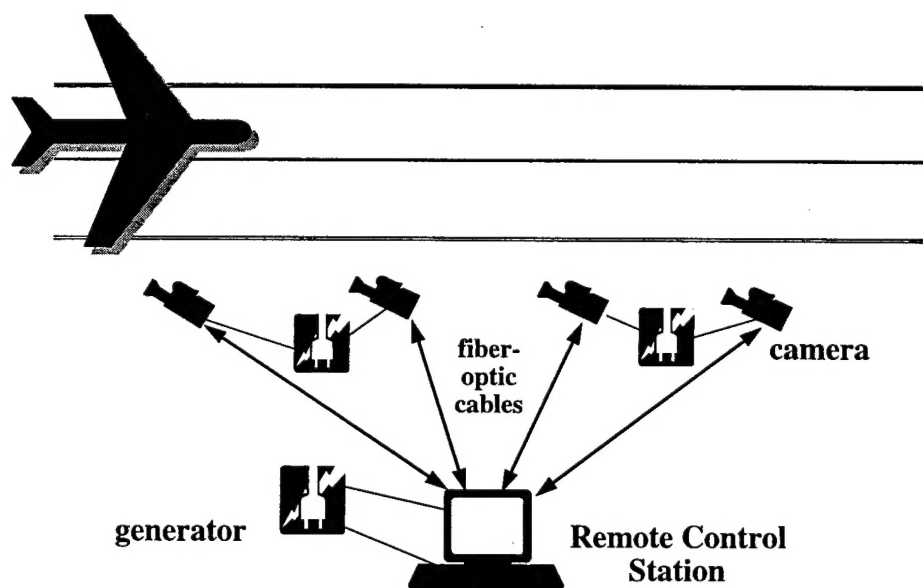 fiber-
optic
cables
camera
generator
Remote Control
Station